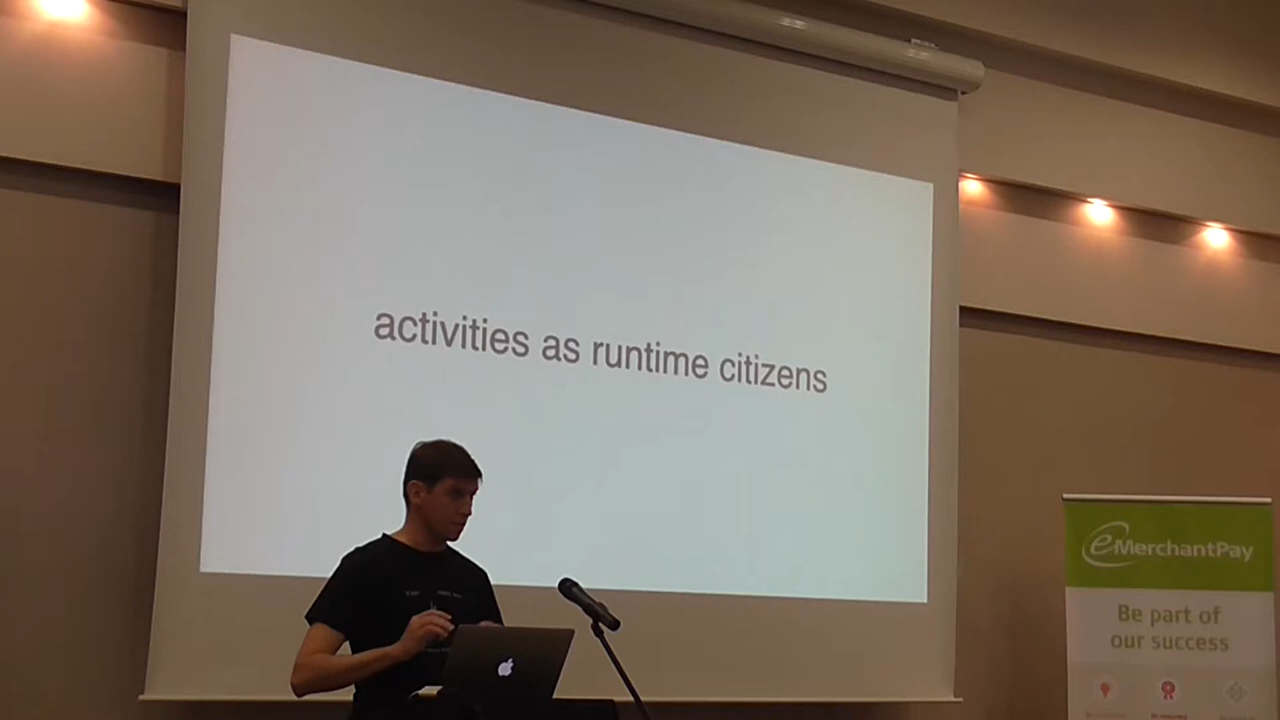 activities as runtime citizens
eMerchantPay
Be part of
our success